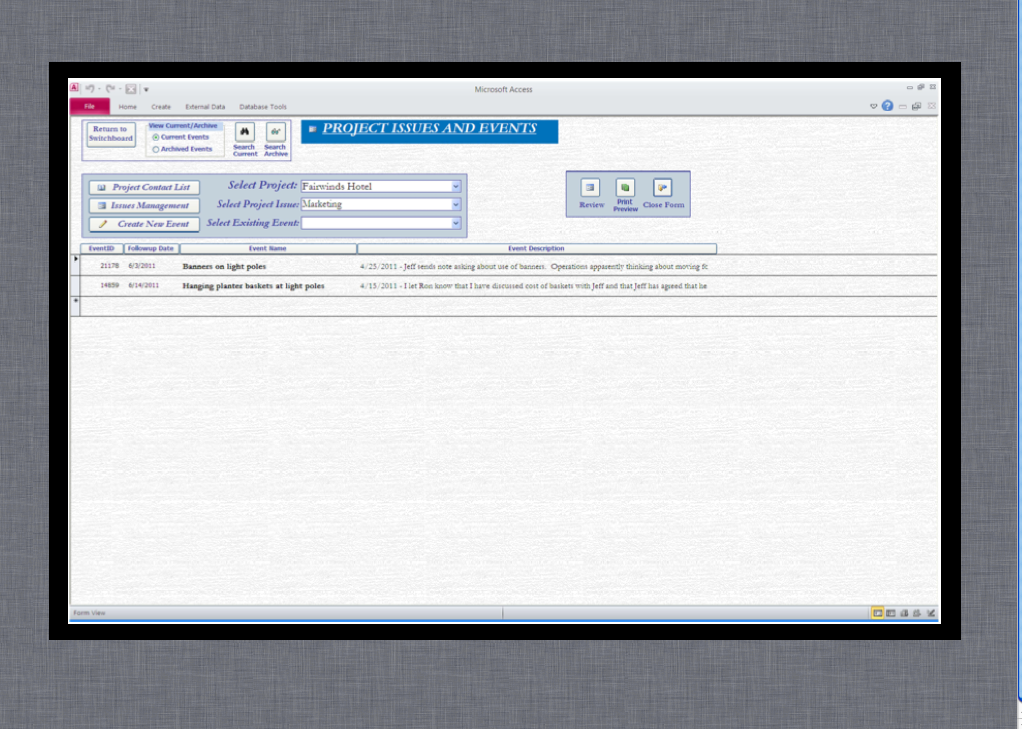 Microsoft Access
File Home Create External Data Database Tools
Return to Switchboard
View Current/Archive
Current Events
Archived Events
Search Current
Search Archive
PROJECT ISSUES AND EVENTS
Project Contact List
Select Project: Fairwinds Hotel
Issues Management
Select Project Issue: Marketing
Create New Event
Select Existing Event:
Review
Print Preview
Close Form
EventID Followup Date Event Name Event Description
21178 6/3/2011 Banners on light poles 4/25/2011 - Jeff sends note asking about use of banners. Operations apparently thinking about moving fc
14859 6/14/2011 Hanging planter baskets at light poles 4/15/2011 - I let Ron know that I have discussed cost of baskets with Jeff and that Jeff has agreed that he
Form View